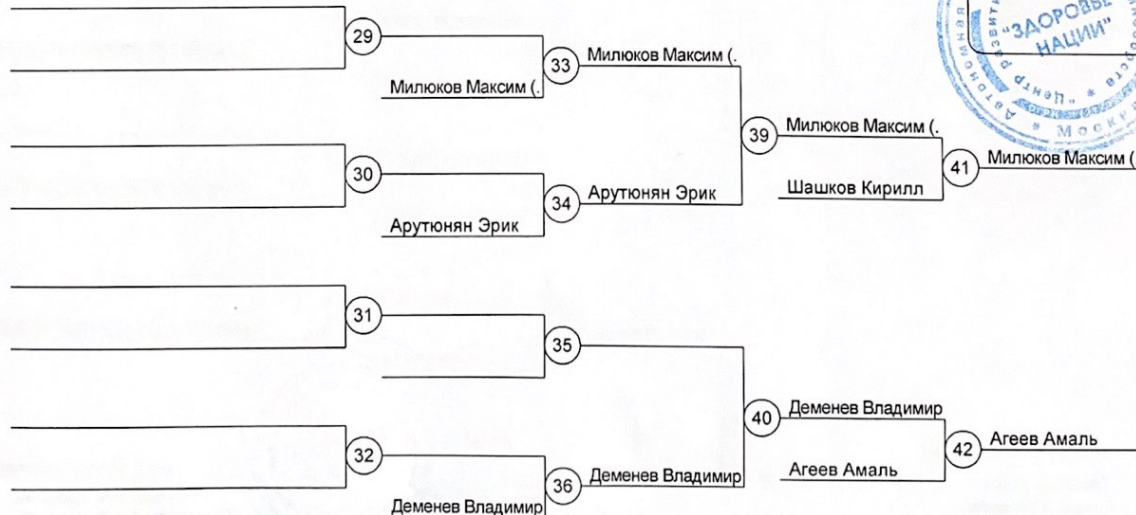 "ЗДОРОВЬЕ
НАЦИИ"
29
33
Милюков Максим (.
Милюков Максим (.
39
Милюков Максим (.
41
Милюков Максим (
30
Шашков Кирилл
34
Арутюнян Эрик
Арутюнян Эрик
31
35
40
Деменев Владимир
42
Агеев Амаль
32
Агеев Амаль
36
Деменев Владимир
Деменев Владимир